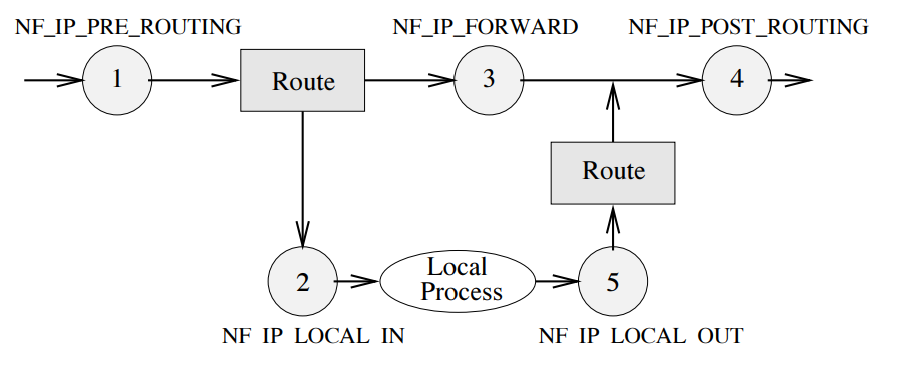 NF_IP_PRE_ROUTING
NF_IP_FORWARD
NF_IP_POST_ROUTING
1
Route
3
4
Route
2
Local
Process
5
NF IP LOCAL IN
NF IP LOCAL OUT